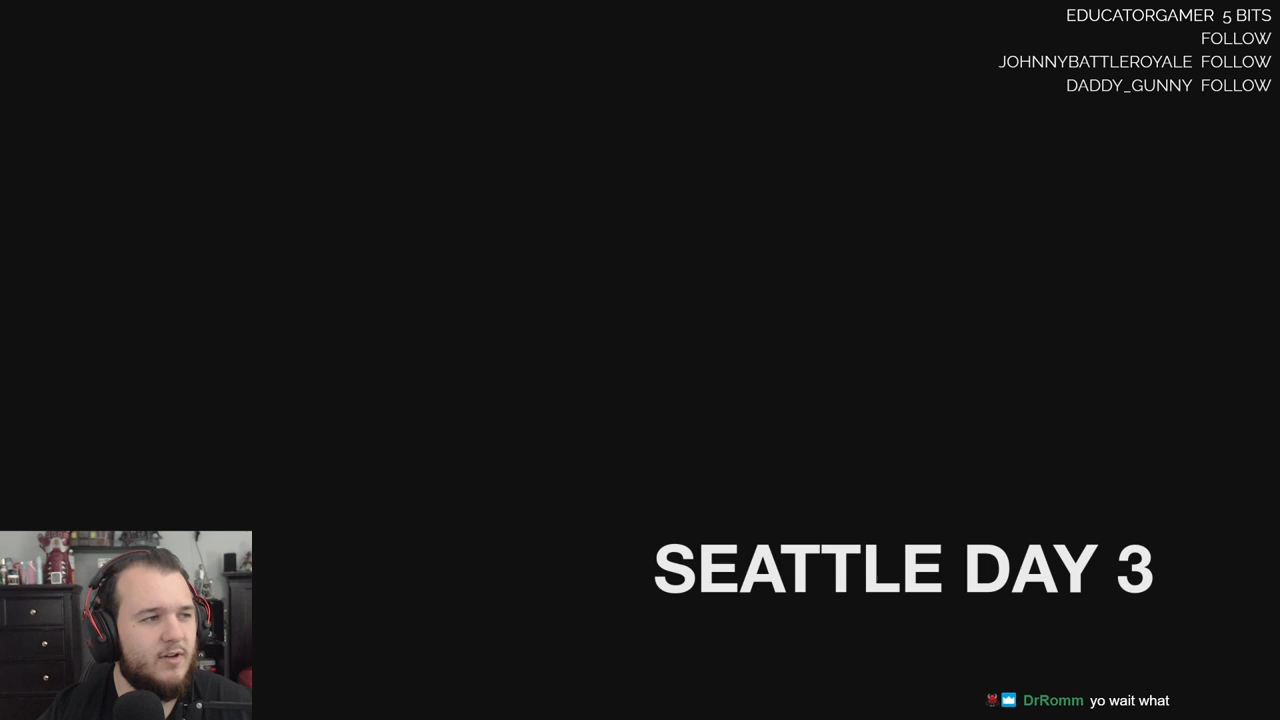 EDUCATORGAMER 5 BITS
FOLLOW
JOHNNYBATTLEROYALE FOLLOW
DADDY_GUNNY FOLLOW
SEATTLE DAY 3
DrRomm yo wait what